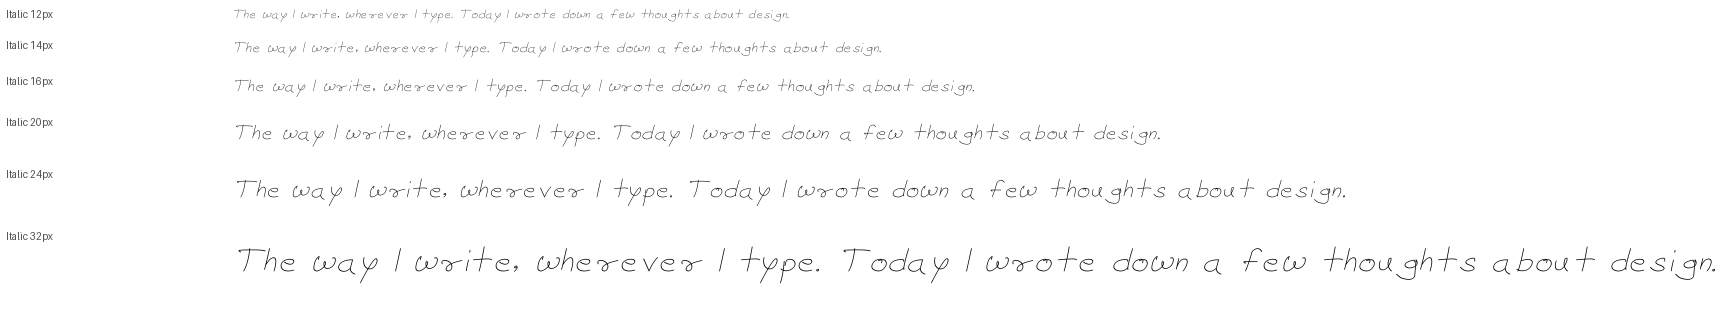 Italic 12px The way I write, wherever I type. Today I wrote down a few thoughts about design.
Italic 14px The way I write, wherever I type. Today I wrote down a few thoughts about design.
Italic 16px The way I write, wherever I type. Today I wrote down a few thoughts about design.
Italic 20px The way I write, wherever I type. Today I wrote down a few thoughts about design.
Italic 24px The way I write, wherever I type. Today I wrote down a few thoughts about design.
Italic 32px The way I write, wherever I type. Today I wrote down a few thoughts about design.